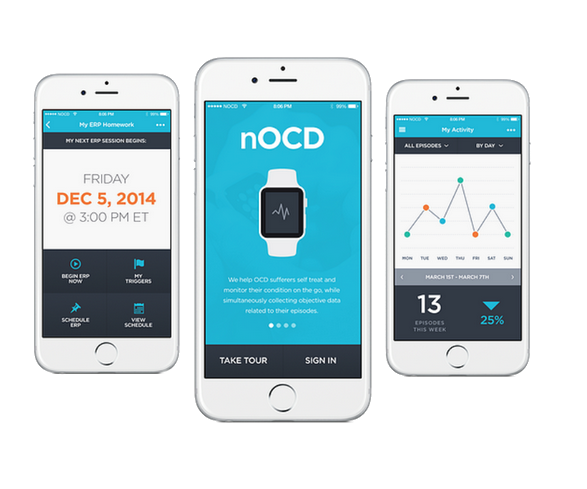 nOCD 8:06 PM 99%
My ERP Homework
MY NEXT ERP SESSION BEGINS:
FRIDAY
DEC 5, 2014
@ 3:00 PM ET
BEGIN ERP
NOW
MY
TRIGGERS
SCHEDULE
ERP
VIEW
SCHEDULE
nOCD 8:06 PM 99%
nOCD
We help OCD sufferers self treat and
monitor their condition on the go, while
simultaneously collecting objective data
related to their episodes.
TAKE TOUR SIGN IN
nOCD 8:06 PM 99%
My Activity
ALL EPISODES BY DAY
MON TUE WED THU FRI SAT SUN
MARCH 1ST - MARCH 7TH
13
EPISODES
THIS WEEK
25%